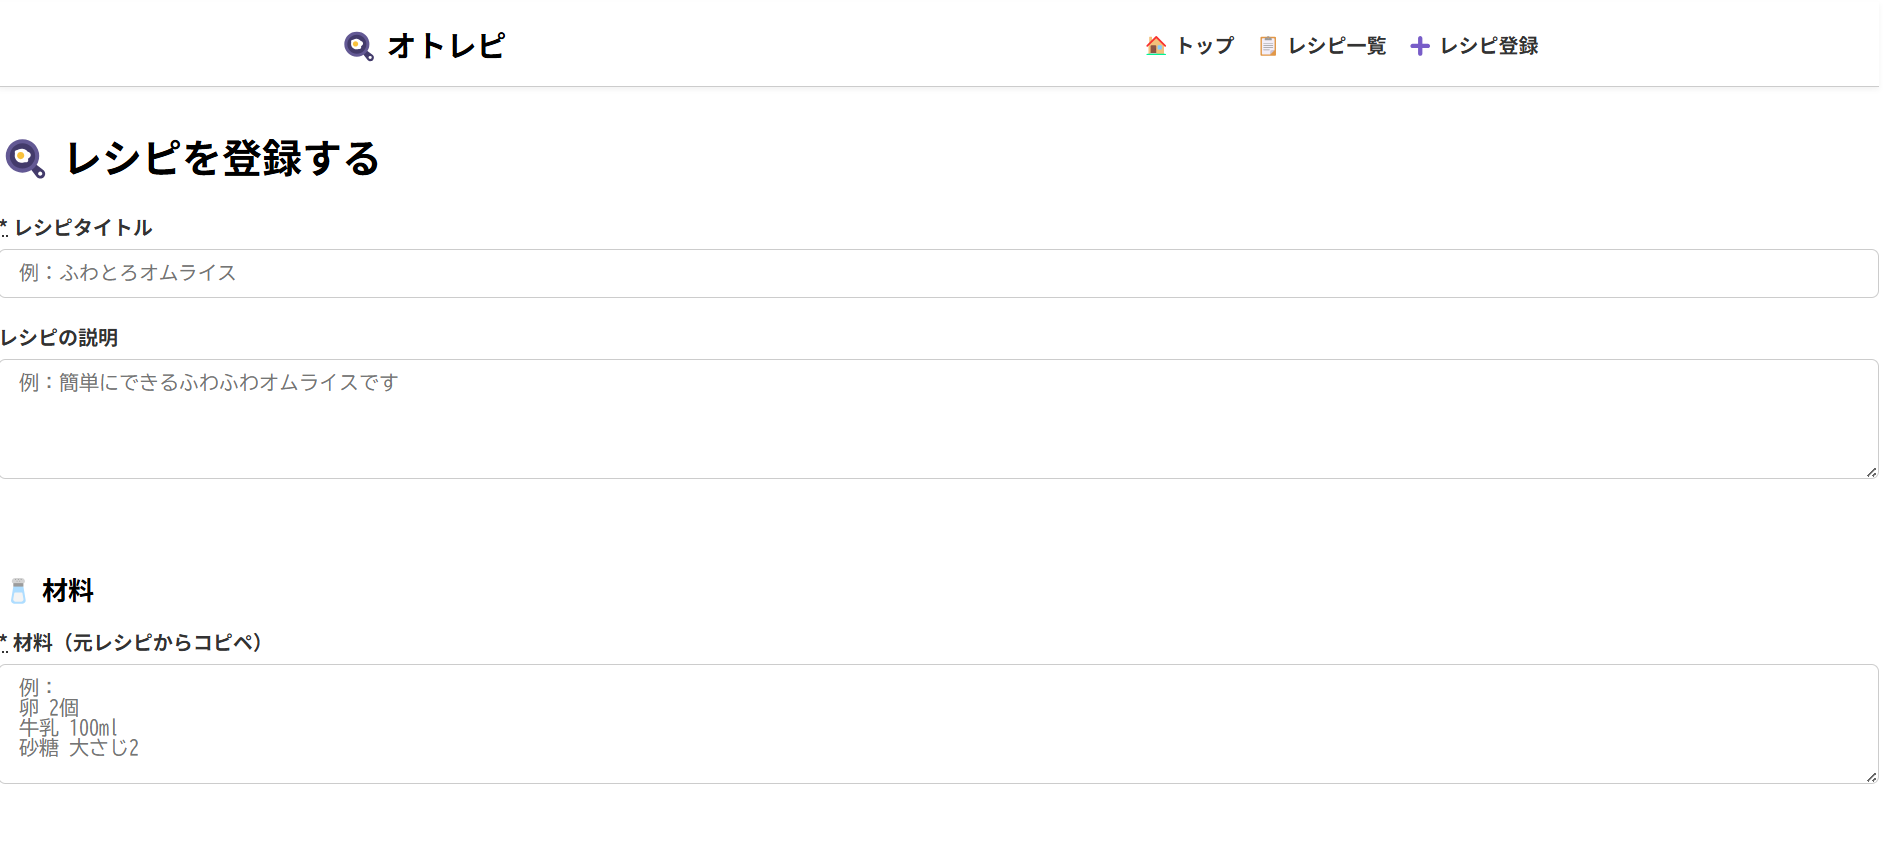 オトレピ
トップ レシピ一覧 レシピ登録
レシピを登録する
* レシピタイトル
例：ふわとろオムライス
レシピの説明
例：簡単にできるふわふわオムライスです
材料
* 材料（元レシピからコピペ）
例：
卵 2個
牛乳 100ml
砂糖 大さじ2